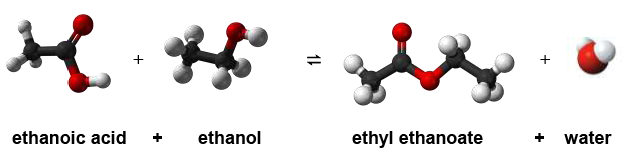 + ⇌ +
ethanoic acid + ethanol ethyl ethanoate + water